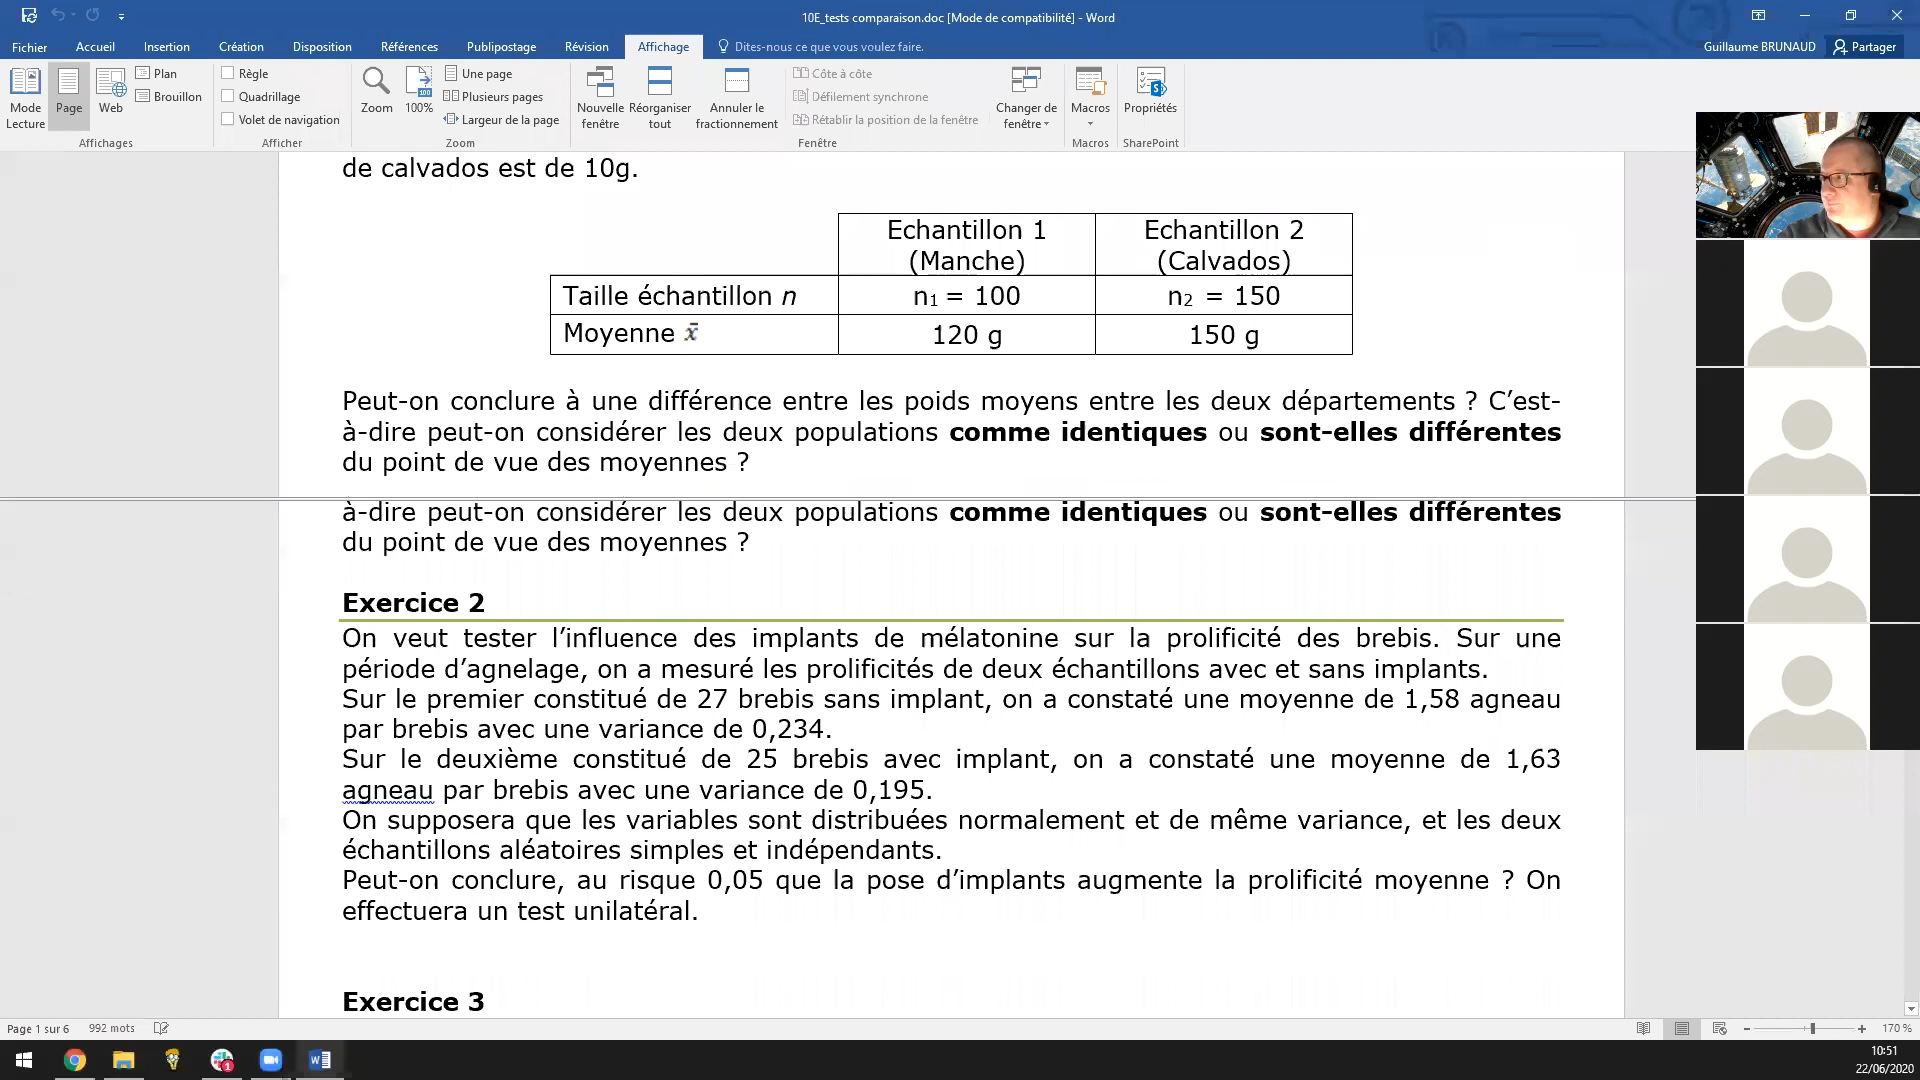 10E_tests comparaison.doc [Mode de compatibilité] - Word
Fichier Accueil Insertion Création Disposition Références Publipostage Révision Affichage Dites-nous ce que vous voulez faire. Guillaume BRUNAUD Partager
Mode Lecture Page Web Plan Brouillon
Affichages
Règle Quadrillage Volet de navigation
Afficher
Zoom 100% Une page Plusieurs pages Largeur de la page
Zoom
Nouvelle fenêtre Réorganiser tout Annuler le fractionnement Côte à côte Défilement synchrone Rétablir la position de la fenêtre Changer de fenêtre
Fenêtre
Macros
Macros
Propriétés
SharePoint
de calvados est de 10g.
Echantillon 1 (Manche) Echantillon 2 (Calvados)
Taille échantillon n n1 = 100 n2 = 150
Moyenne x̄ 120 g 150 g
Peut-on conclure à une différence entre les poids moyens entre les deux départements ? C’est-
à-dire peut-on considérer les deux populations comme identiques ou sont-elles différentes
du point de vue des moyennes ?
à-dire peut-on considérer les deux populations comme identiques ou sont-elles différentes
du point de vue des moyennes ?
Exercice 2
On veut tester l’influence des implants de mélatonine sur la prolificité des brebis. Sur une
période d’agnelage, on a mesuré les prolificités de deux échantillons avec et sans implants.
Sur le premier constitué de 27 brebis sans implant, on a constaté une moyenne de 1,58 agneau
par brebis avec une variance de 0,234.
Sur le deuxième constitué de 25 brebis avec implant, on a constaté une moyenne de 1,63
agneau par brebis avec une variance de 0,195.
On supposera que les variables sont distribuées normalement et de même variance, et les deux
échantillons aléatoires simples et indépendants.
Peut-on conclure, au risque 0,05 que la pose d’implants augmente la prolificité moyenne ? On
effectuera un test unilatéral.
Exercice 3
Page 1 sur 6 992 mots 170 %
10:51
22/06/2020